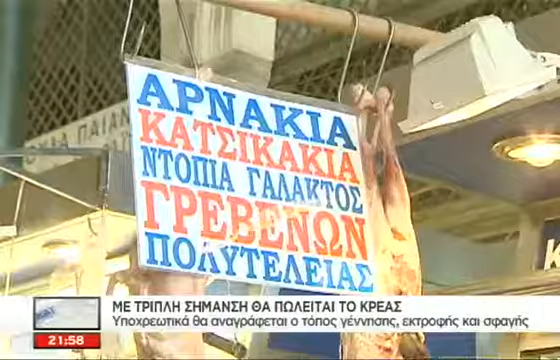 ΑΡΝΑΚΙΑ
ΚΑΤΣΙΚΑΚΙΑ
ΝΤΟΠΙΑ ΓΑΛΑΚΤΟΣ
ΓΡΕΒΕΝΩΝ
ΠΟΛΥΤΕΛΕΙΑΣ
ΜΕ ΤΡΙΠΛΗ ΣΗΜΑΝΣΗ ΘΑ ΠΩΛΕΙΤΑΙ ΤΟ ΚΡΕΑΣ
Υποχρεωτικά θα αναγράφεται ο τόπος γέννησης, εκτροφής και σφαγής
21:58